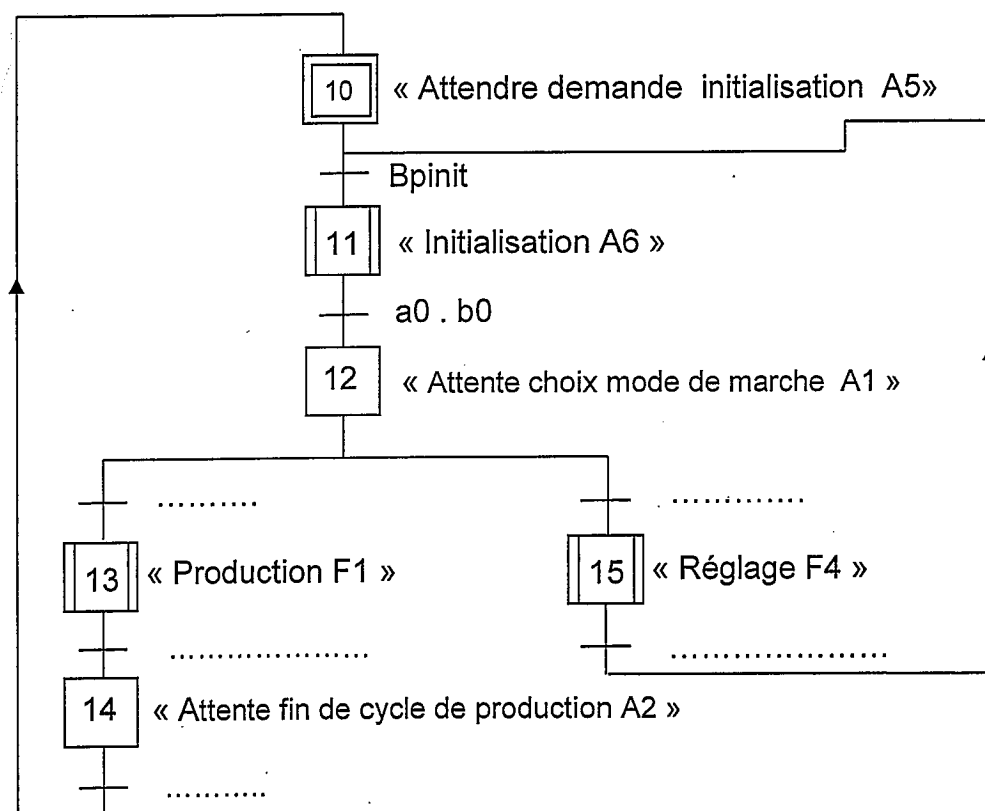 10 « Attendre demande initialisation A5»
Bpinit
11 « Initialisation A6 »
a0 . b0
12 « Attente choix mode de marche A1 »
.......... .............
13 « Production F1 » 15 « Réglage F4 »
..................... ......................
14 « Attente fin de cycle de production A2 »
..........